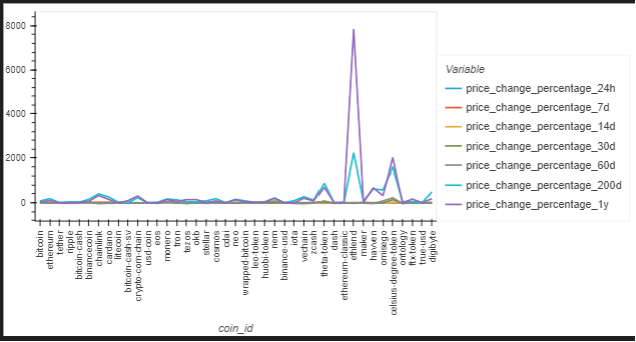 8000
6000
4000
2000
0
bitcoin
ethereum
tether
ripple
bitcoin-cash
binancecoin
chainlink
cardano
litecoin
bitcoin-cash-sv
crypto-com-chain
usd-coin
eos
monero
tron
tezos
okb
stellar
cosmos
cdai
neo
wrapped-bitcoin
leo-token
huobi-token
nem
binance-usd
iota
vechain
zcash
theta-token
dash
ethereum-classic
ethlend
maker
havven
omisego
celsius-degree-token
ontology
ftx-token
true-usd
digibyte
coin_id
Variable
price_change_percentage_24h
price_change_percentage_7d
price_change_percentage_14d
price_change_percentage_30d
price_change_percentage_60d
price_change_percentage_200d
price_change_percentage_1y